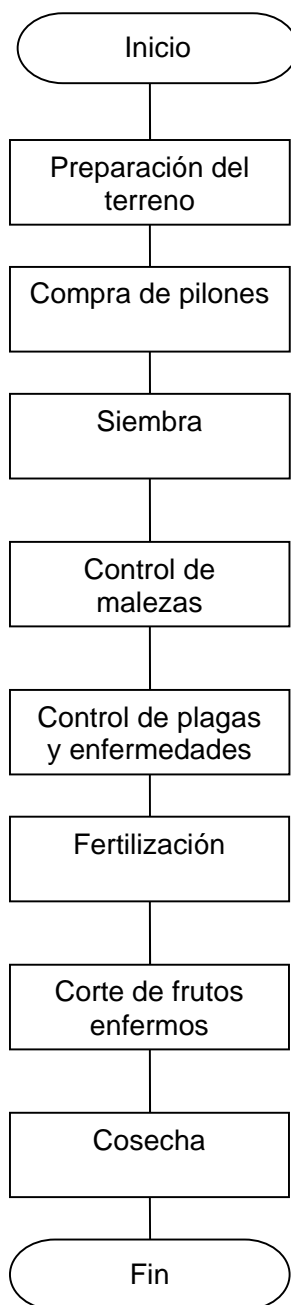 Inicio
Preparación del
terreno
Compra de pilones
Siembra
Control de
malezas
Control de plagas
y enfermedades
Fertilización
Corte de frutos
enfermos
Cosecha
Fin